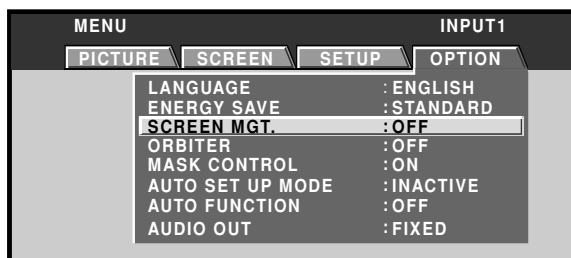 MENU INPUT1
PICTURE SCREEN SETUP OPTION
LANGUAGE :ENGLISH
ENERGY SAVE :STANDARD
SCREEN MGT. :OFF
ORBITER :OFF
MASK CONTROL :ON
AUTO SET UP MODE :INACTIVE
AUTO FUNCTION :OFF
AUDIO OUT :FIXED